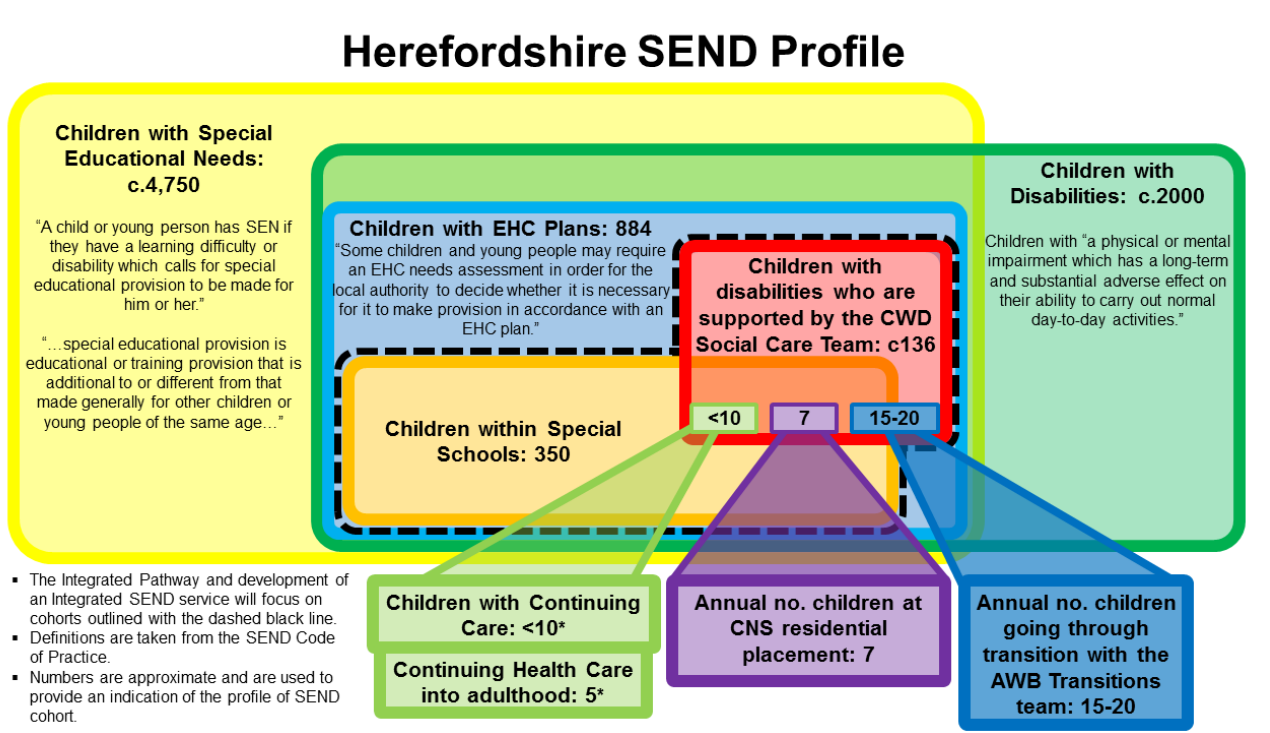 Herefordshire SEND Profile
Children with Special
Educational Needs:
c.4,750
“A child or young person has SEN if
they have a learning difficulty or
disability which calls for special
educational provision to be made for
him or her.”
“…special educational provision is
educational or training provision that is
additional to or different from that
made generally for other children or
young people of the same age…”
Children with EHC Plans: 884
“Some children and young people may require
an EHC needs assessment in order for the
local authority to decide whether it is necessary
for it to make provision in accordance with an
EHC plan.”
Children with
disabilities who are
supported by the CWD
Social Care Team: c136
Children with
Disabilities: c.2000
Children with “a physical or mental
impairment which has a long-term
and substantial adverse effect on
their ability to carry out normal
day-to-day activities.”
Children within Special
Schools: 350
<10
7
15-20
▪ The Integrated Pathway and development of
an Integrated SEND service will focus on
cohorts outlined with the dashed black line.
▪ Definitions are taken from the SEND Code
of Practice.
▪ Numbers are approximate and are used to
provide an indication of the profile of SEND
cohort.
Children with Continuing
Care: <10*
Continuing Health Care
into adulthood: 5*
Annual no. children at
CNS residential
placement: 7
Annual no. children
going through
transition with the
AWB Transitions
team: 15-20